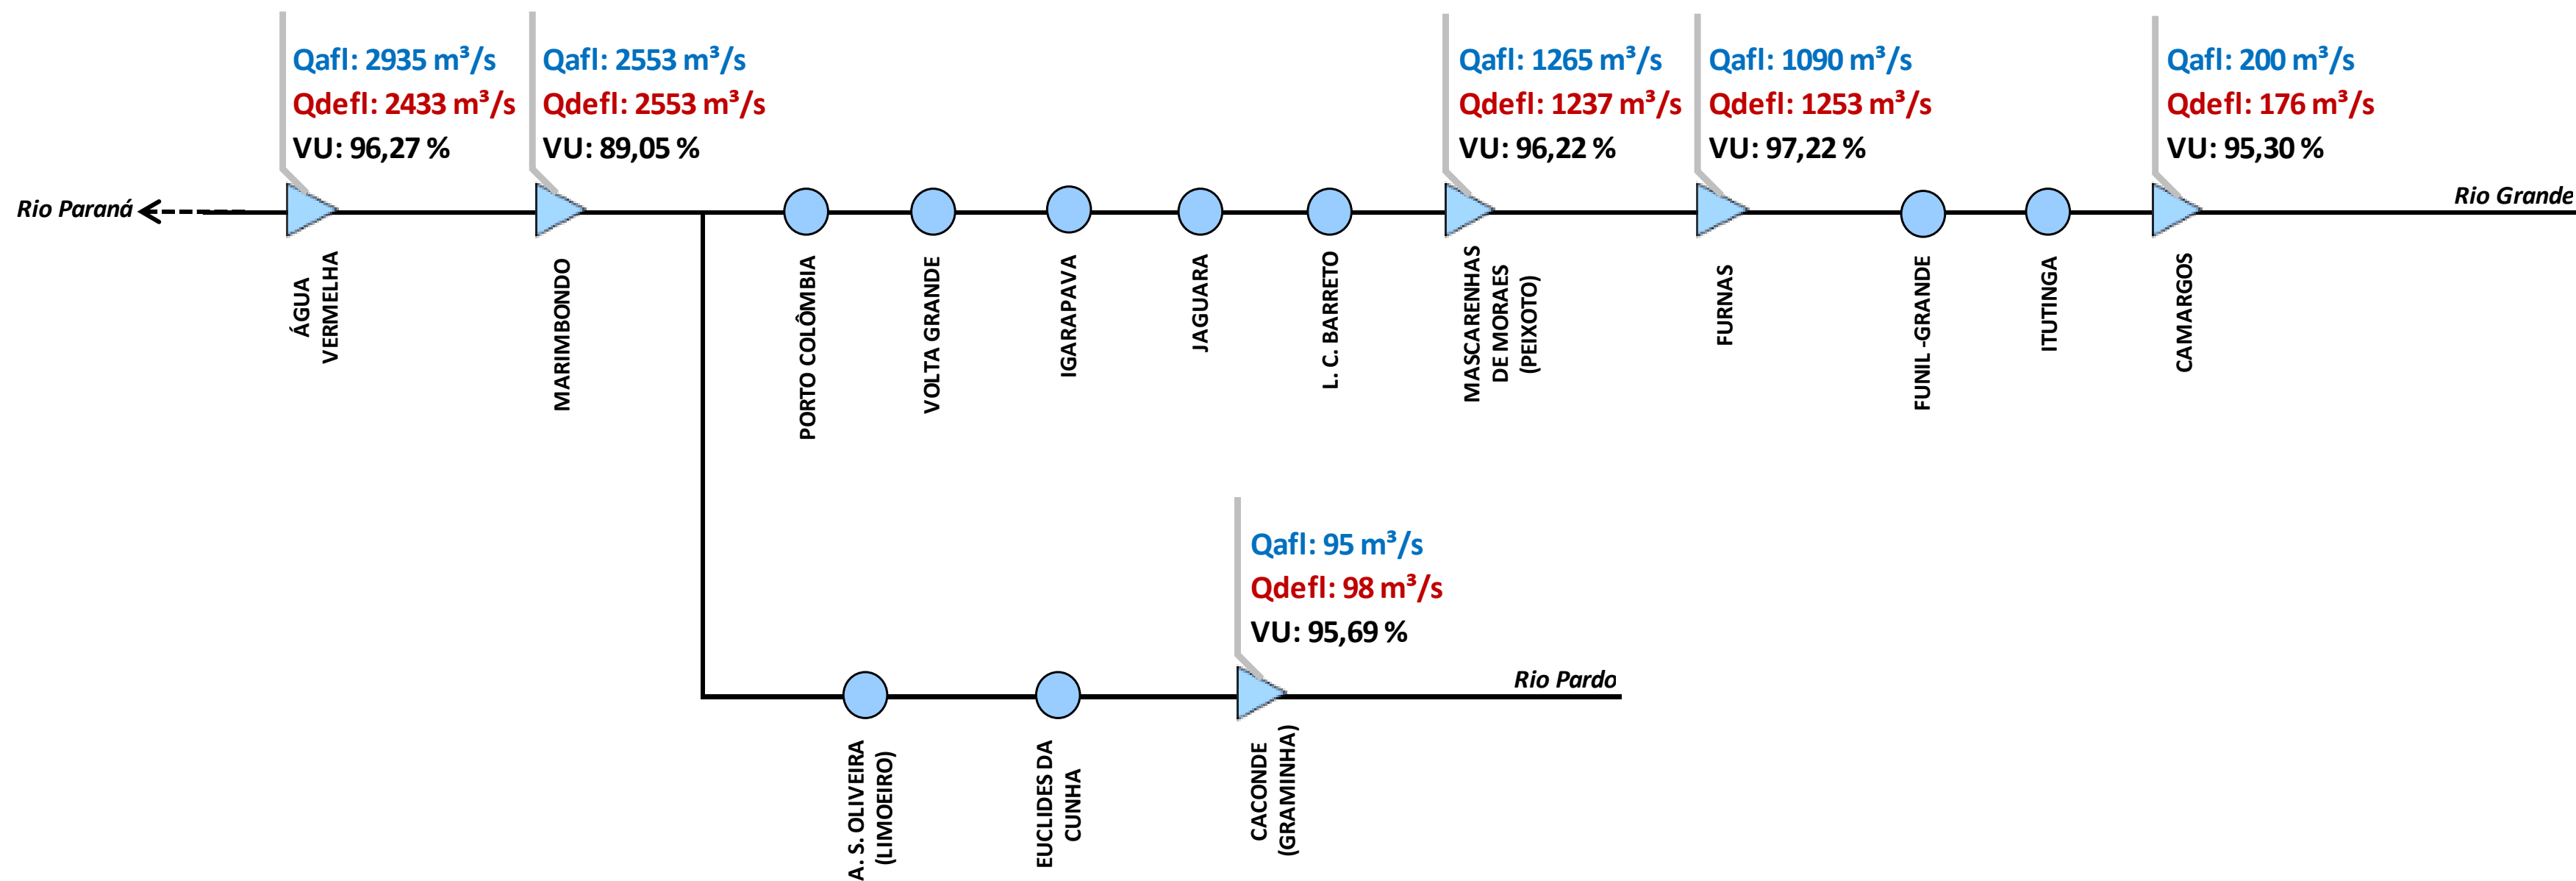 Qafl: 2935 m³/s
Qdefl: 2433 m³/s
VU: 96,27 %
Qafl: 2553 m³/s
Qdefl: 2553 m³/s
VU: 89,05 %
Qafl: 1265 m³/s
Qdefl: 1237 m³/s
VU: 96,22 %
Qafl: 1090 m³/s
Qdefl: 1253 m³/s
VU: 97,22 %
Qafl: 200 m³/s
Qdefl: 176 m³/s
VU: 95,30 %
Rio Paraná
Rio Grande
ÁGUA
VERMELHA
MARIMBONDO
PORTO COLÔMBIA
VOLTA GRANDE
IGARAPAVA
JAGUARA
L. C. BARRETO
MASCARENHAS
DE MORAES
(PEIXOTO)
FURNAS
FUNIL -GRANDE
ITUTINGA
CAMARGOS
Qafl: 95 m³/s
Qdefl: 98 m³/s
VU: 95,69 %
Rio Pardo
A. S. OLIVEIRA
(LIMOEIRO)
EUCLIDES DA
CUNHA
CACONDE
(GRAMINHA)